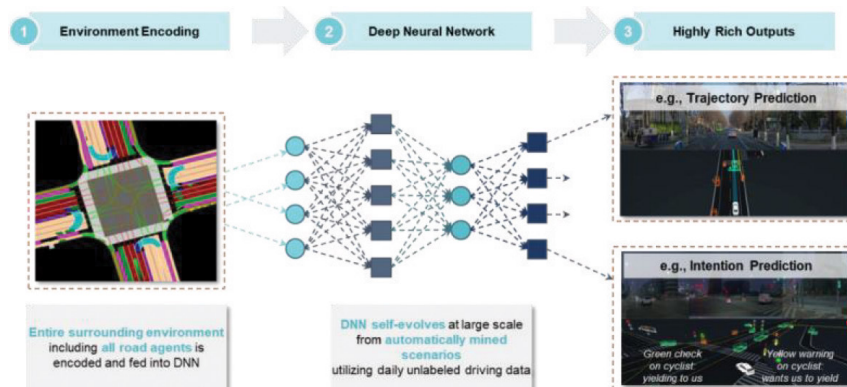 1 Environment Encoding
2 Deep Neural Network
3 Highly Rich Outputs
e.g., Trajectory Prediction
e.g., Intention Prediction
Green check
on cyclist:
yielding to us
Yellow warning
on cyclist:
wants us to yield
Entire surrounding environment
including all road agents is
encoded and fed into DNN
DNN self-evolves at large scale
from automatically mined
scenarios
utilizing daily unlabeled driving data